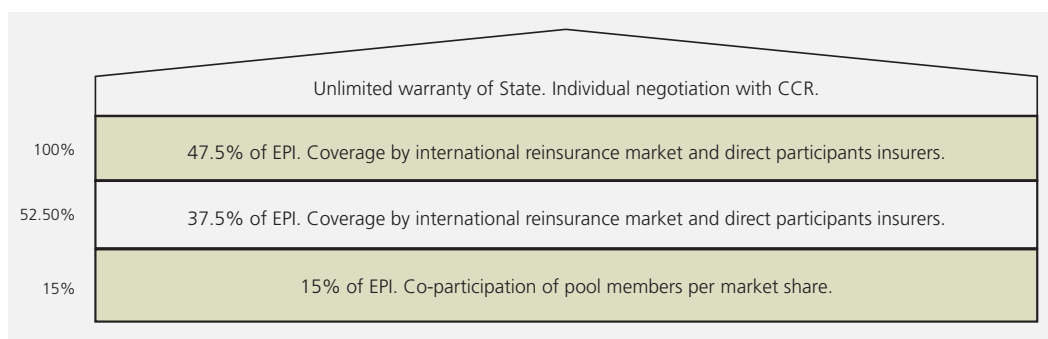 Unlimited warranty of State. Individual negotiation with CCR.
100%
47.5% of EPI. Coverage by international reinsurance market and direct participants insurers.
52.50%
37.5% of EPI. Coverage by international reinsurance market and direct participants insurers.
15%
15% of EPI. Co-participation of pool members per market share.